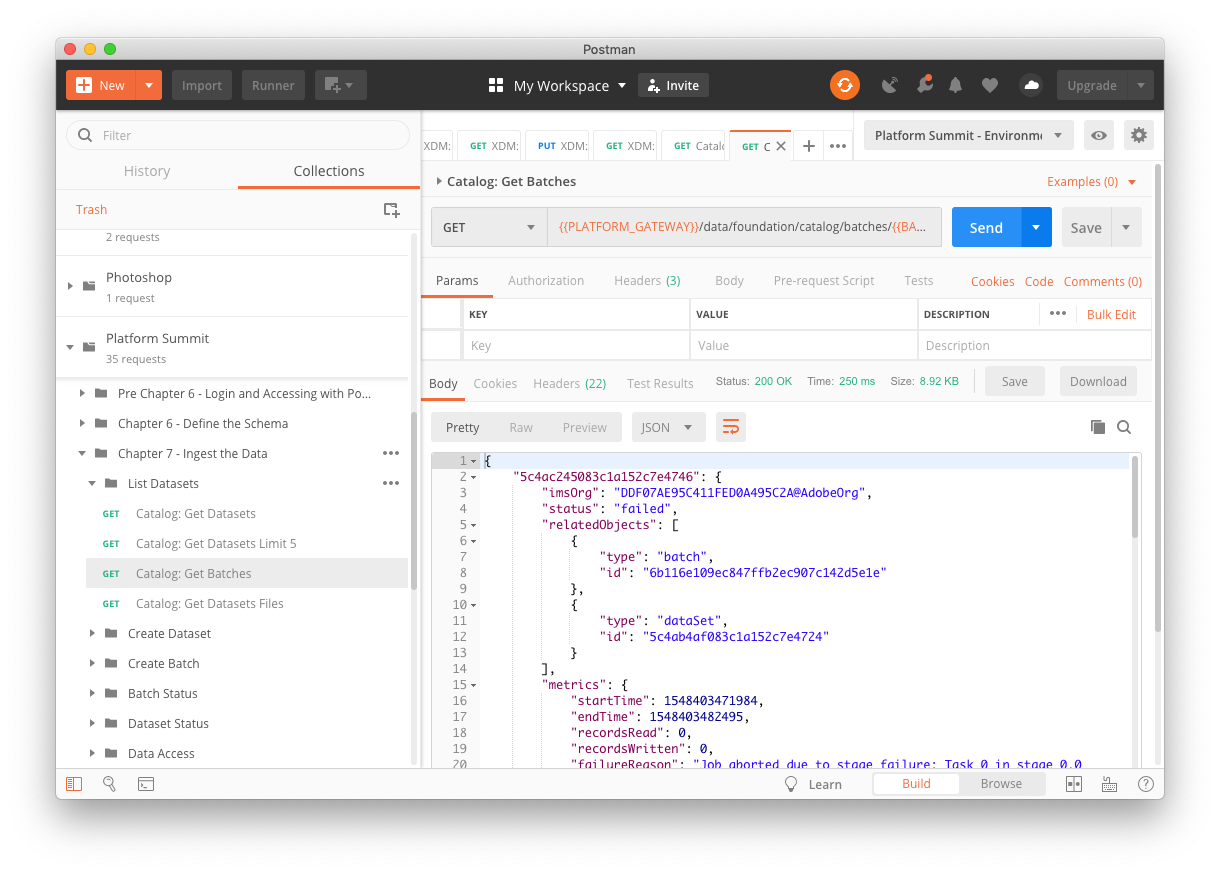 Postman
New
Import
Runner
My Workspace
Invite
Upgrade
Filter
History
Collections
Trash
2 requests
Photoshop
1 request
Platform Summit
35 requests
Pre Chapter 6 - Login and Accessing with Po...
Chapter 6 - Define the Schema
Chapter 7 - Ingest the Data
List Datasets
GET Catalog: Get Datasets
GET Catalog: Get Datasets Limit 5
GET Catalog: Get Batches
GET Catalog: Get Datasets Files
Create Dataset
Create Batch
Batch Status
Dataset Status
Data Access
XDM:
GET XDM:
PUT XDM:
GET XDM:
GET Catalo
GET C
Platform Summit - Environm
Catalog: Get Batches
Examples (0)
GET
{{PLATFORM_GATEWAY}}/data/foundation/catalog/batches/{{BA...
Send
Save
Params Authorization Headers (3) Body Pre-request Script Tests Cookies Code Comments (0)
KEY VALUE DESCRIPTION Bulk Edit
Key Value Description
Body Cookies Headers (22) Test Results Status: 200 OK Time: 250 ms Size: 8.92 KB Save Download
Pretty Raw Preview JSON
1 {
2 "5c4ac245083c1a152c7e4746": {
3 "imsOrg": "DDF07AE95C411FED0A495C2A@AdobeOrg",
4 "status": "failed",
5 "relatedObjects": [
6 {
7 "type": "batch",
8 "id": "6b116e109ec847ffb2ec907c142d5e1e"
9 },
10 {
11 "type": "dataSet",
12 "id": "5c4ab4af083c1a152c7e4724"
13 }
14 ],
15 "metrics": {
16 "startTime": 1548403471984,
17 "endTime": 1548403482495,
18 "recordsRead": 0,
19 "recordsWritten": 0,
20 "failureReason": "Job aborted due to stage failure: Task 0 in stage 0.0
Learn
Build
Browse